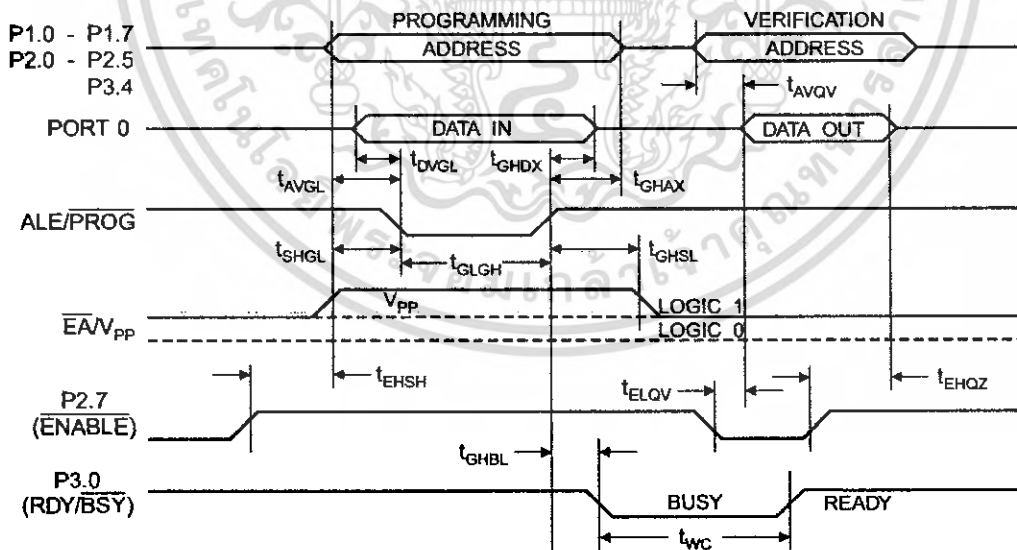 PROGRAMMING
VERIFICATION
P1.0 - P1.7
P2.0 - P2.5
P3.4
ADDRESS
ADDRESS
tAVQV
PORT 0
DATA IN
DATA OUT
tDVGL
tGHDX
tAVGL
tGHAX
ALE/PROG
tSHGL
tGLGH
tGHSL
VPP
LOGIC 1
LOGIC 0
EA/VPP
tEHSH
tELQV
tEHQZ
P2.7
(ENABLE)
tGHBL
P3.0
(RDY/BSY)
BUSY
READY
tWC